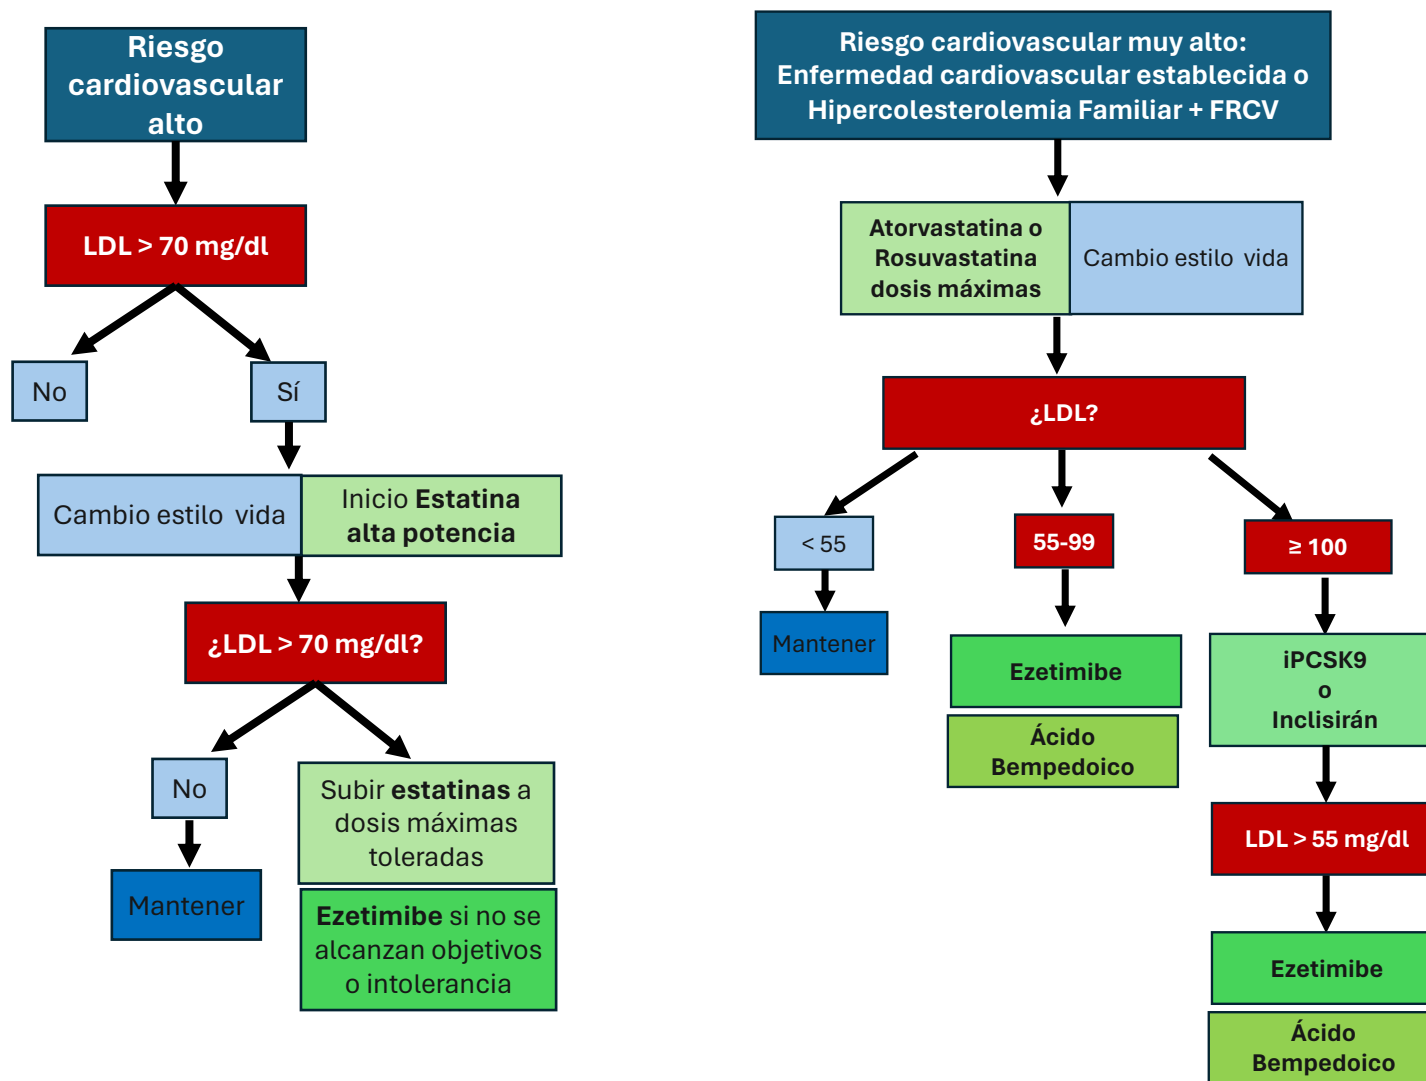 Riesgo
cardiovascular
alto
LDL > 70 mg/dl
No
Sí
Cambio estilo vida
Inicio Estatina
alta potencia
¿LDL > 70 mg/dl?
No
Mantener
Subir estatinas a
dosis máximas
toleradas
Ezetimibe si no se
alcanzan objetivos
o intolerancia
Riesgo cardiovascular muy alto:
Enfermedad cardiovascular establecida o
Hipercolesterolemia Familiar + FRCV
Atorvastatina o
Rosuvastatina
dosis máximas
Cambio estilo vida
¿LDL?
< 55
Mantener
55-99
Ezetimibe
Ácido
Bempedoico
≥ 100
iPCSK9
o
Inclisirán
LDL > 55 mg/dl
Ezetimibe
Ácido
Bempedoico